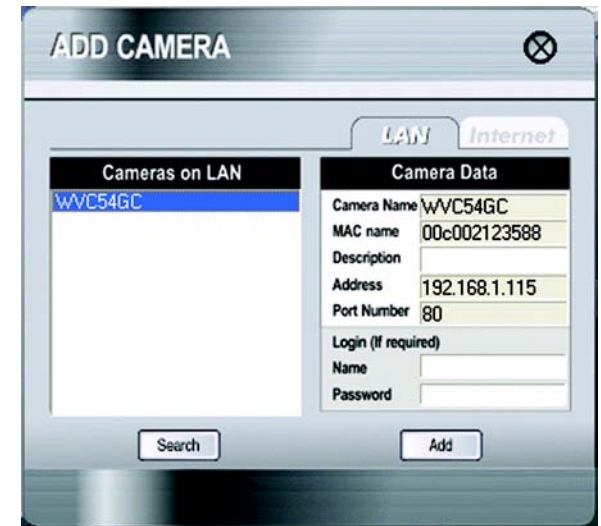 ADD CAMERA
LAN Internet
Cameras on LAN
WVC54GC
Camera Data
Camera Name WVC54GC
MAC name 00c002123588
Description
Address 192.168.1.115
Port Number 80
Login (If required)
Name
Password
Search
Add